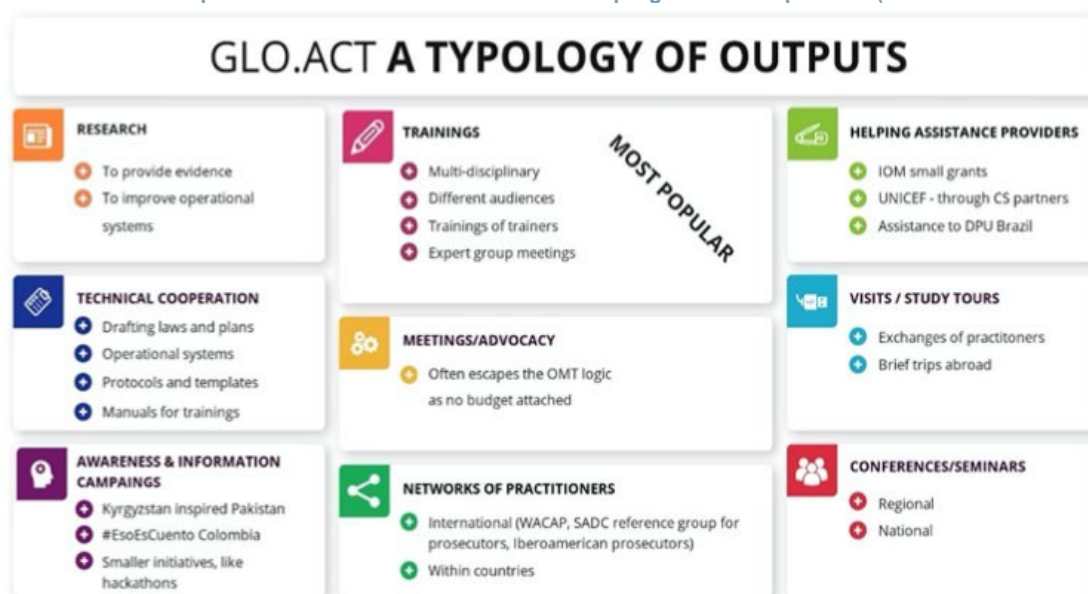 GLO.ACT A TYPOLOGY OF OUTPUTS
RESEARCH
To provide evidence
To improve operational
systems
TECHNICAL COOPERATION
Drafting laws and plans
Operational systems
Protocols and templates
Manuals for trainings
AWARENESS & INFORMATION
CAMPAINGS
Kyrgyzstan inspired Pakistan
#EsoEsCuento Colombia
Smaller initiatives, like
hackathons
TRAININGS
Multi-disciplinary
Different audiences
Trainings of trainers
Expert group meetings
MOST POPULAR
MEETINGS/ADVOCACY
Often escapes the OMT logic
as no budget attached
NETWORKS OF PRACTITIONERS
International (WACAP, SADC reference group for
prosecutors, Iberoamerican prosecutors)
Within countries
HELPING ASSISTANCE PROVIDERS
IOM small grants
UNICEF - through CS partners
Assistance to DPU Brazil
VISITS / STUDY TOURS
Exchanges of practitoners
Brief trips abroad
CONFERENCES/SEMINARS
Regional
National